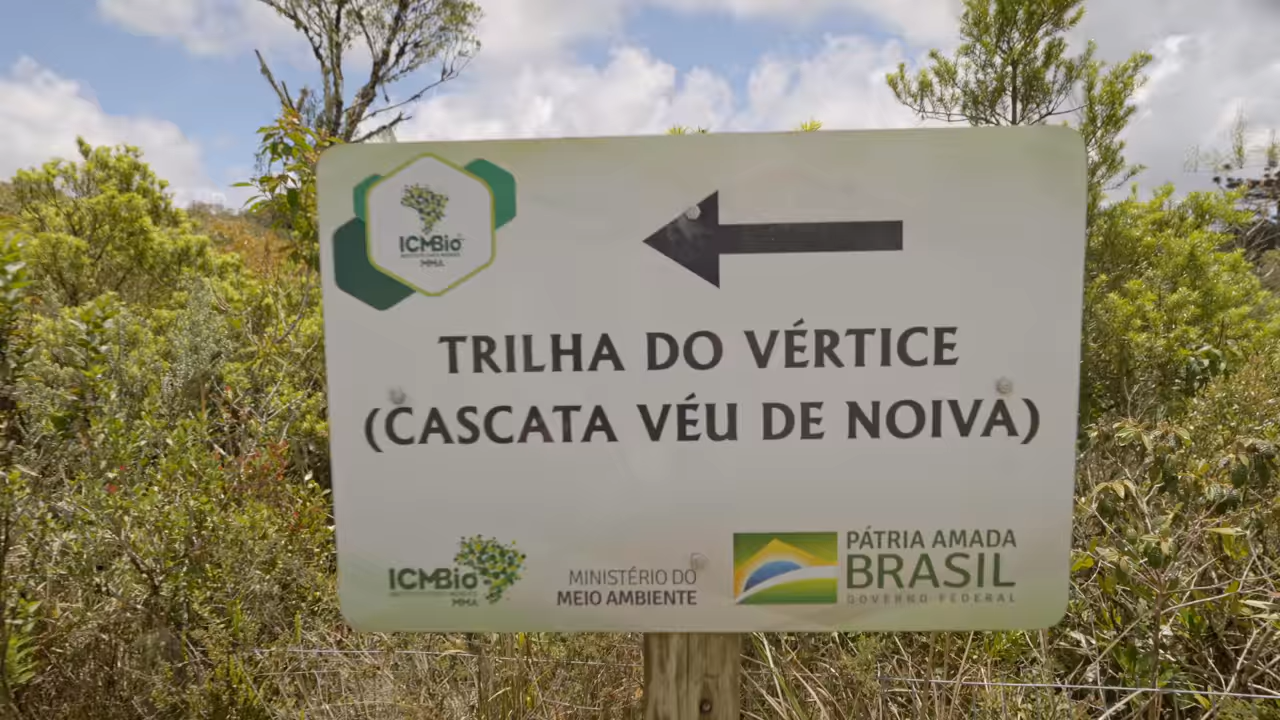 ICMBio
MMA
TRILHA DO VÉRTICE
(CASCATA VÉU DE NOIVA)
ICMBio
MMA
MINISTÉRIO DO
MEIO AMBIENTE
PÁTRIA AMADA
BRASIL
GOVERNO FEDERAL